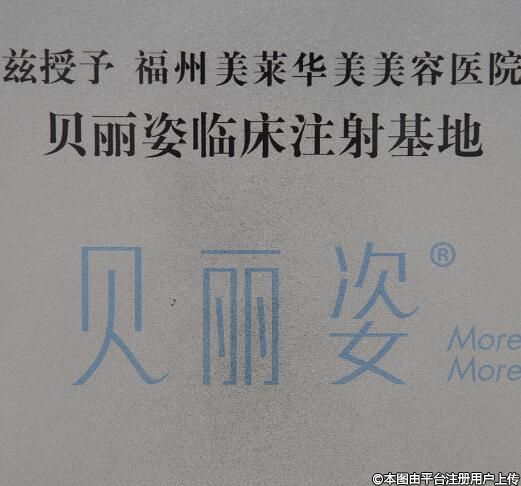 兹授予 福州美莱华美美容医院
贝丽姿临床注射基地
贝丽姿®
More
More
©本图由平台注册用户上传